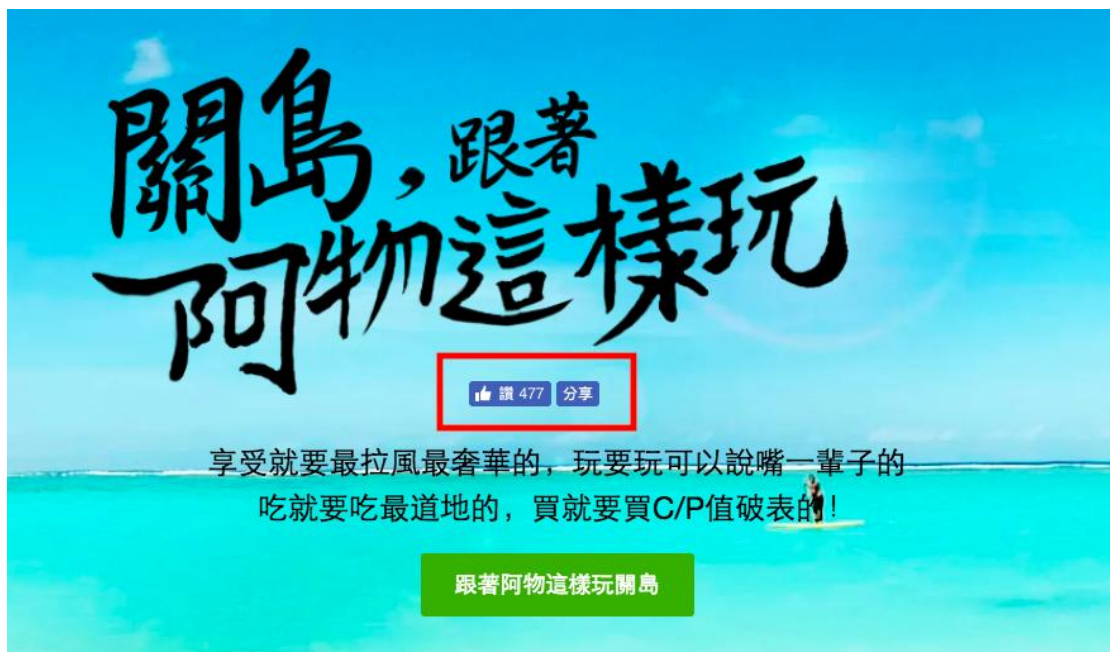 關島,跟著
阿物這樣玩
讚 477 分享
享受就要最拉風最奢華的，玩要玩可以說嘴一輩子的
吃就要吃最道地的，買就要買C/P值破表的！
跟著阿物這樣玩關島